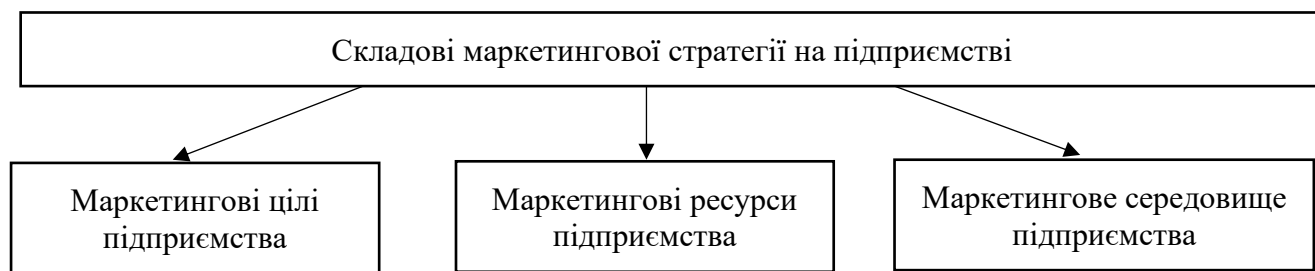 Складові маркетингової стратегії на підприємстві
Маркетингові цілі
підприємства
Маркетингові ресурси
підприємства
Маркетингове середовище
підприємства